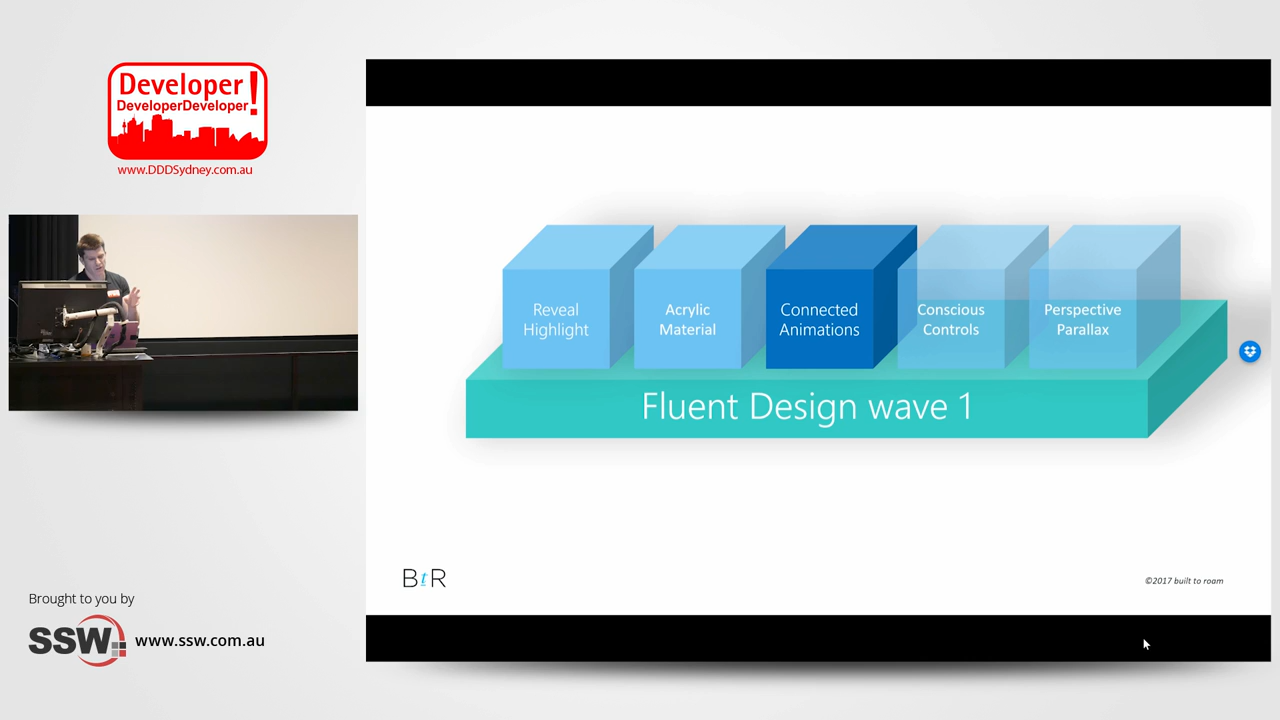 Developer!
DeveloperDeveloper
www.DDDSydney.com.au
Reveal
Highlight
Acrylic
Material
Connected
Animations
Conscious
Controls
Perspective
Parallax
Fluent Design wave 1
BtR
©2017 built to roam
Brought to you by
SSW
www.ssw.com.au